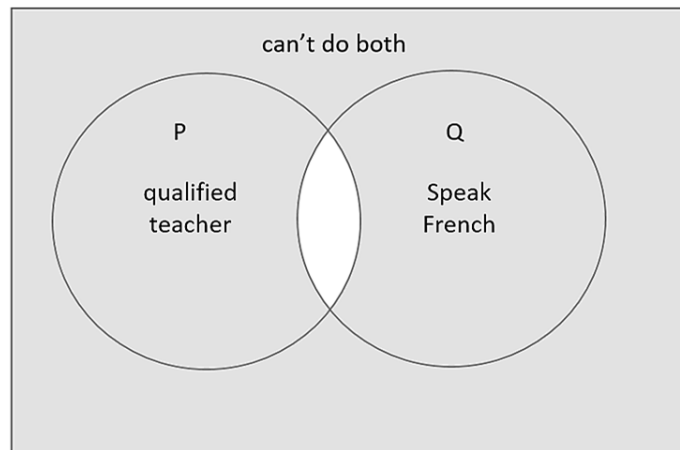 can't do both
P
qualified
teacher
Q
Speak
French